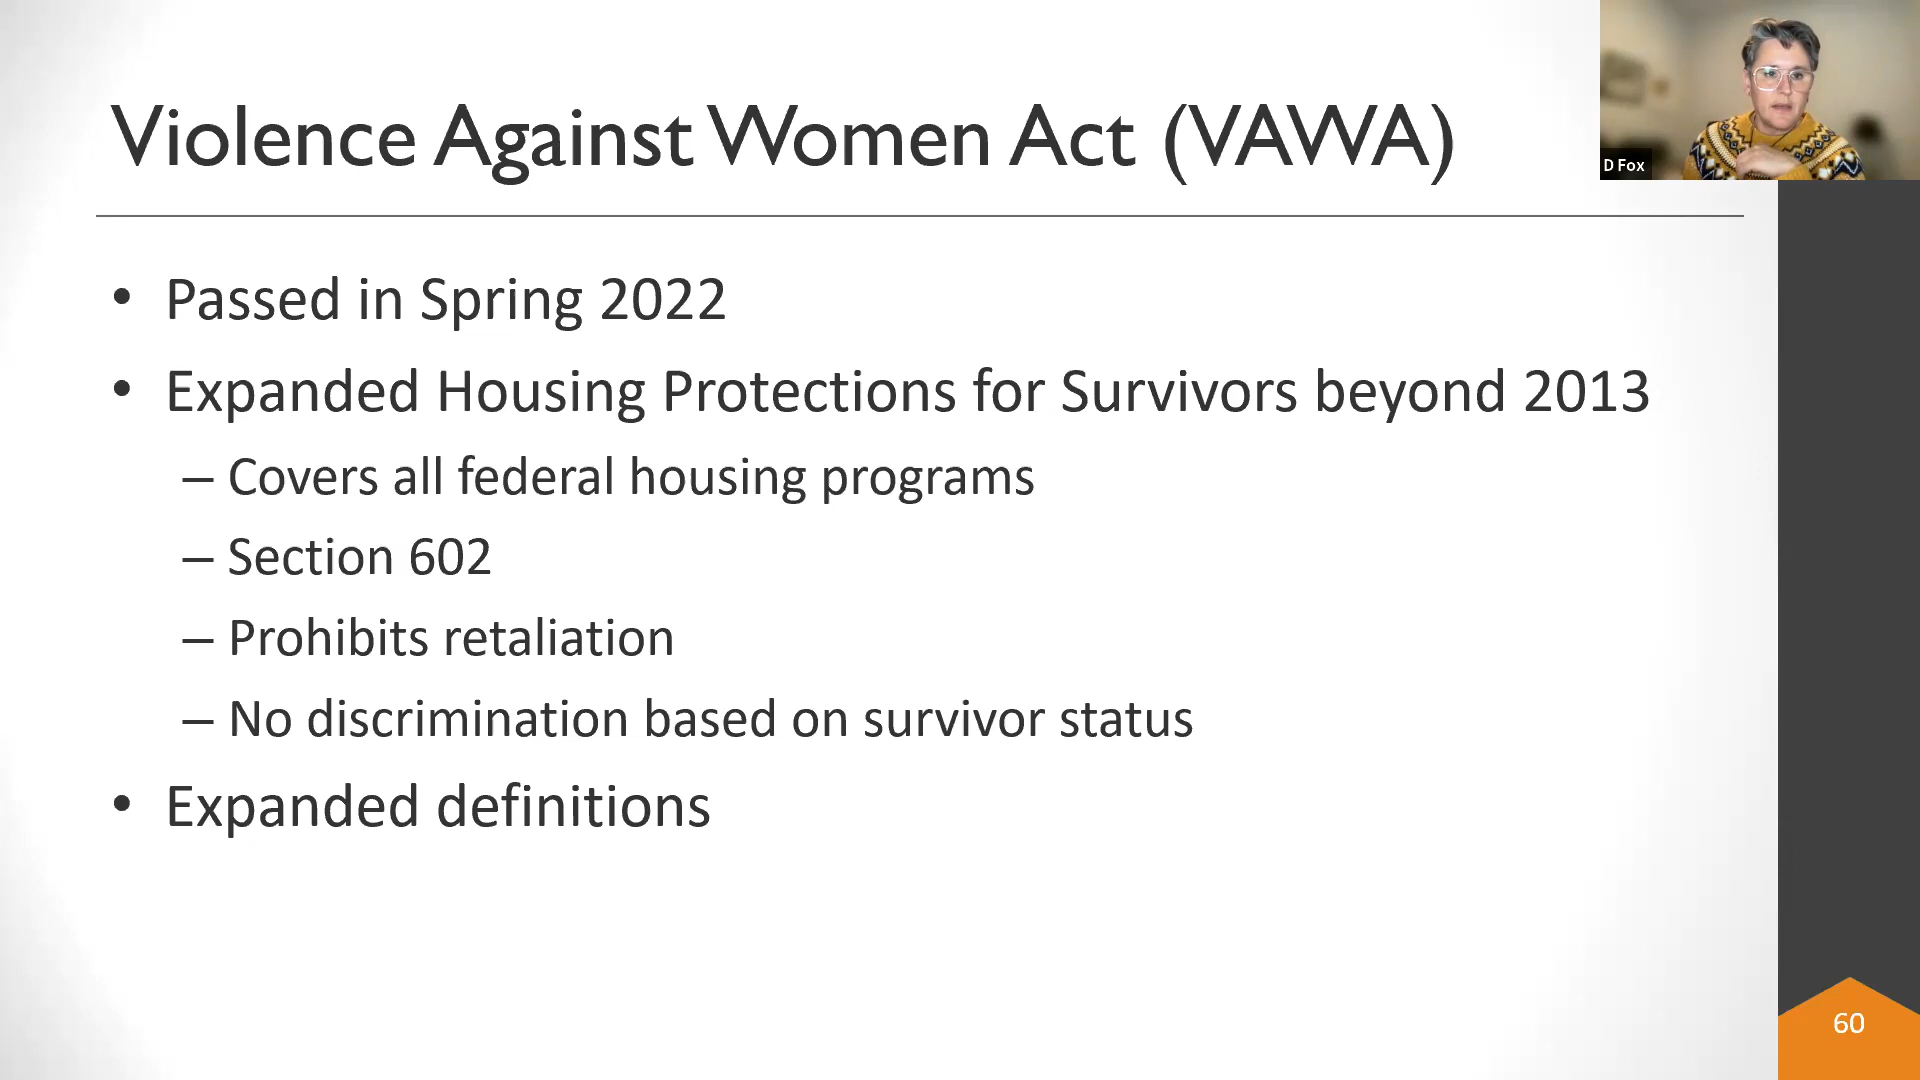 Violence Against Women Act (VAWA)
D Fox
• Passed in Spring 2022
• Expanded Housing Protections for Survivors beyond 2013
– Covers all federal housing programs
– Section 602
– Prohibits retaliation
– No discrimination based on survivor status
• Expanded definitions
60